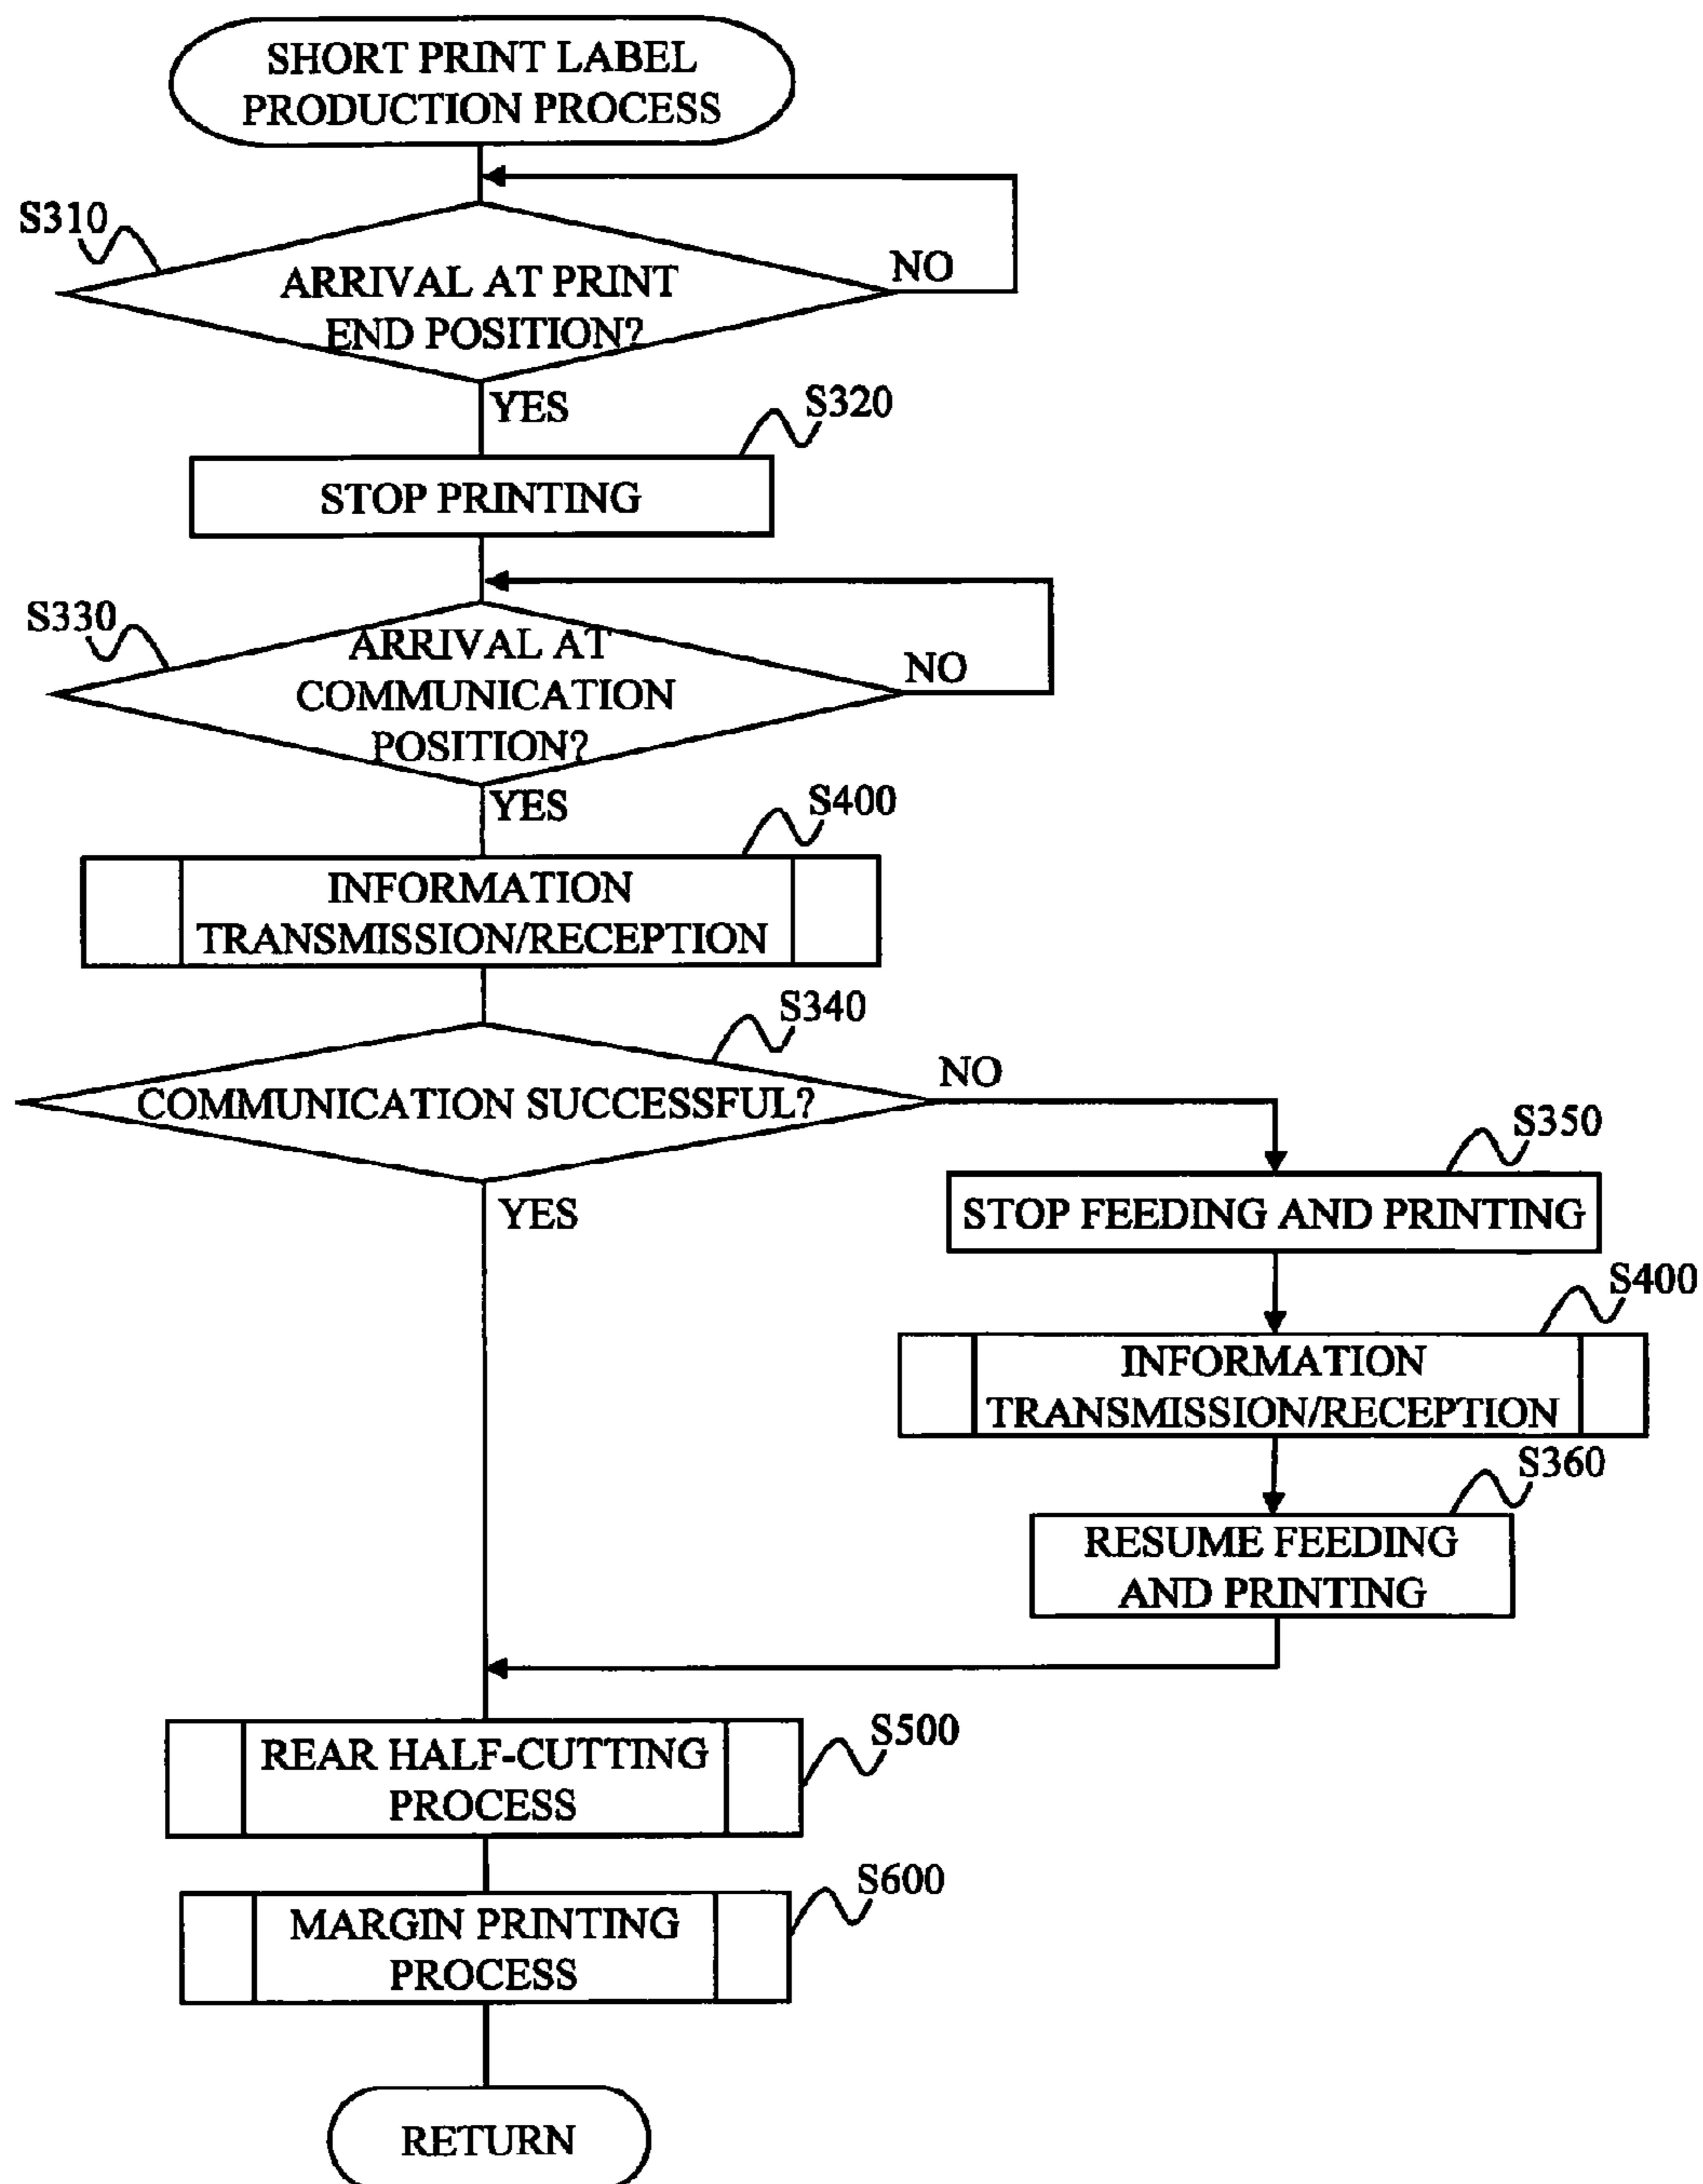 SHORT PRINT LABEL
PRODUCTION PROCESS
S310
ARRIVAL AT PRINT
END POSITION?
NO
YES
S320
STOP PRINTING
S330
ARRIVAL AT
COMMUNICATION
POSITION?
NO
YES
S400
INFORMATION
TRANSMISSION/RECEPTION
S340
COMMUNICATION SUCCESSFUL?
NO
YES
S350
STOP FEEDING AND PRINTING
S400
INFORMATION
TRANSMISSION/RECEPTION
S360
RESUME FEEDING
AND PRINTING
S500
REAR HALF-CUTTING
PROCESS
S600
MARGIN PRINTING
PROCESS
RETURN